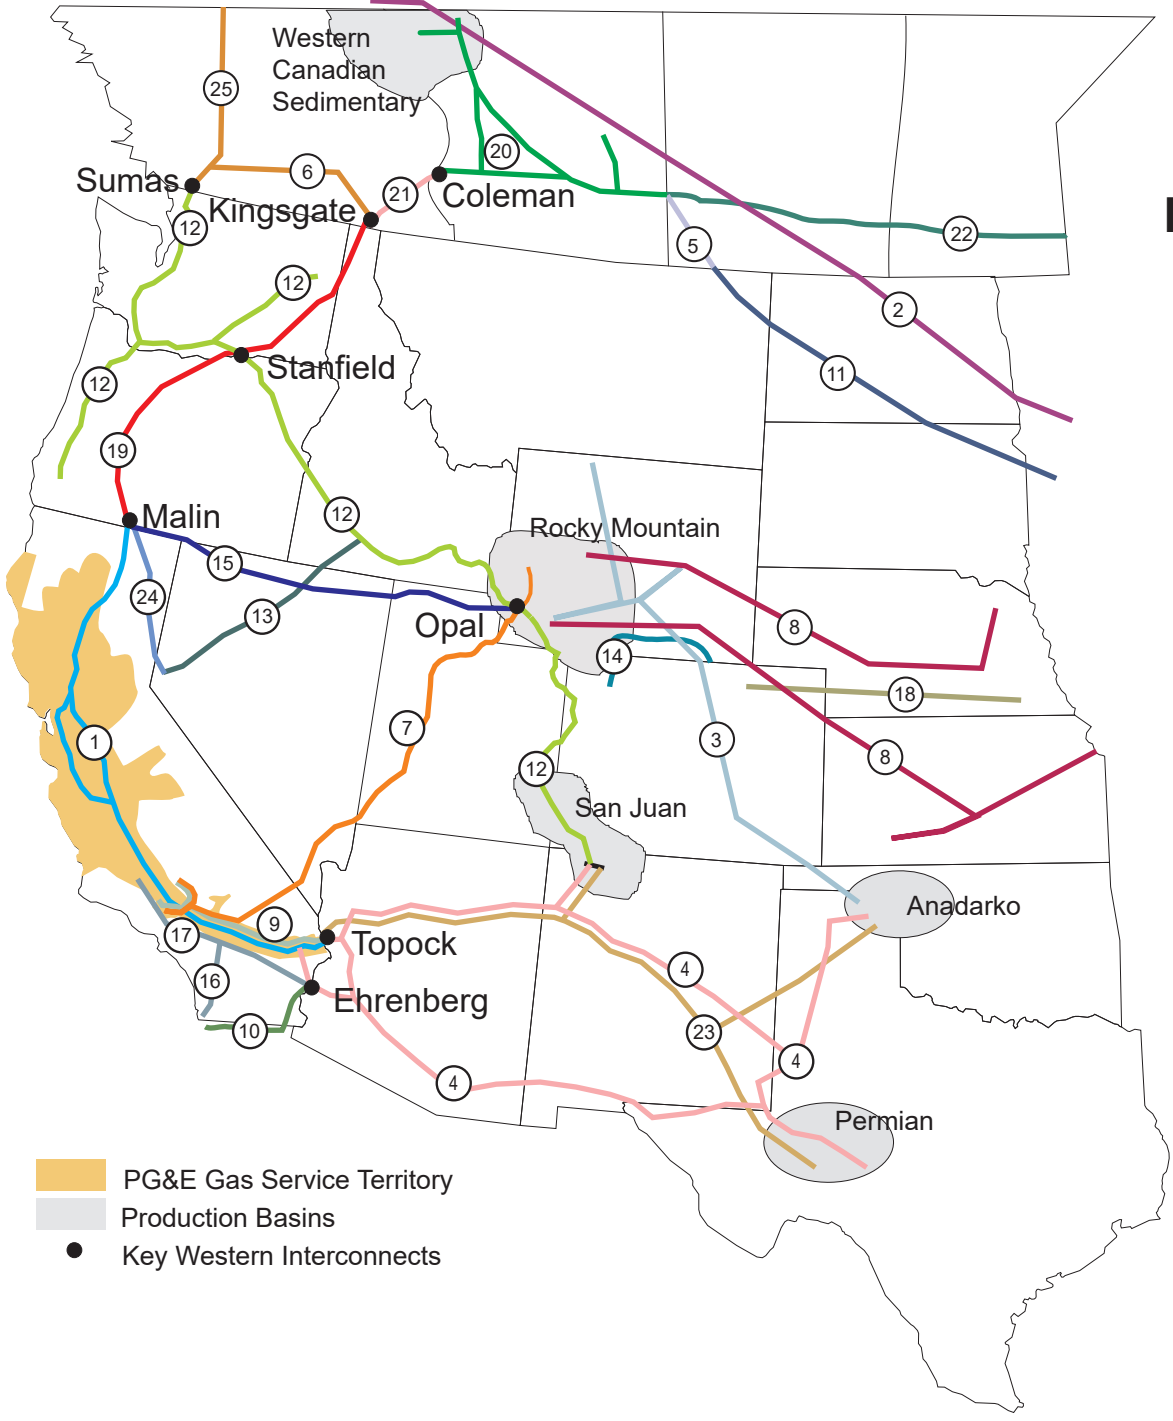 Western
Canadian
Sedimentary
25
20
6
Sumas
21
Coleman
Kingsgate
12
22
5
12
2
Stanfield
11
12
19
Malin
12
Rocky Mountain
15
24
13
Opal
8
14
18
7
1
3
8
12
San Juan
Anadarko
9
17
Topock
4
16
Ehrenberg
10
23
4
4
Permian
PG&E Gas Service Territory
Production Basins
Key Western Interconnects